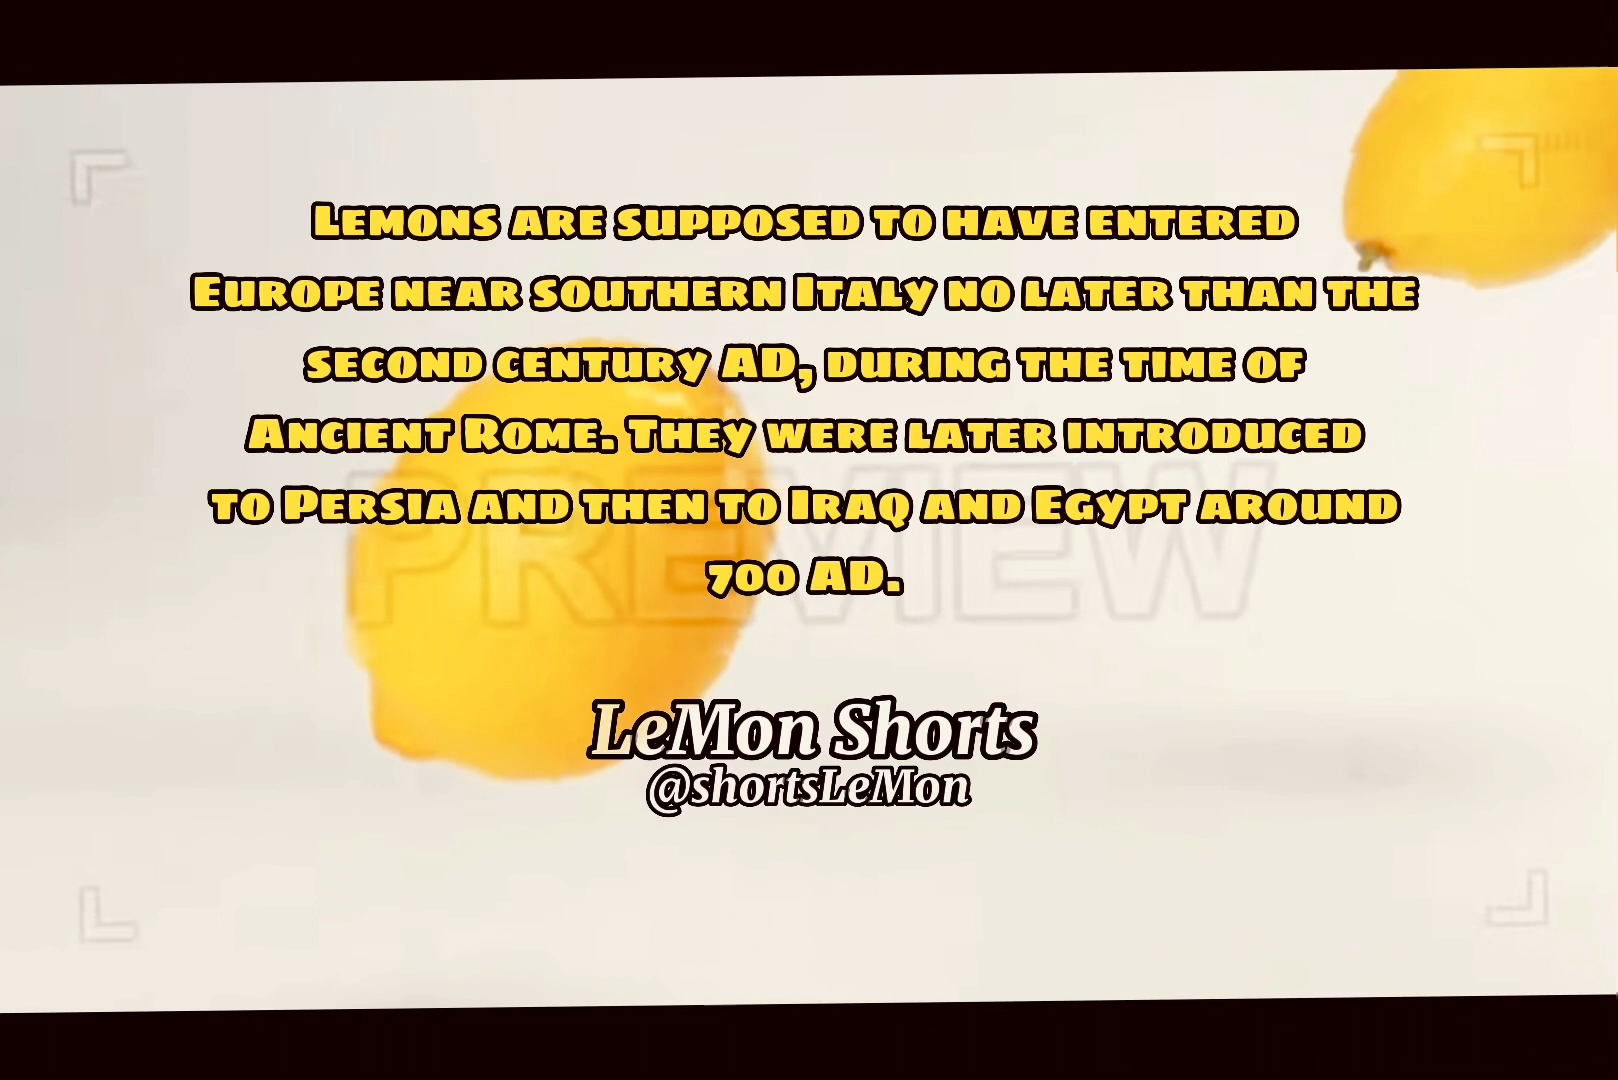 Lemons are supposed to have entered
Europe near southern Italy no later than the
second century AD, during the time of
Ancient Rome. They were later introduced
to Persia and then to Iraq and Egypt around
700 AD.
PREVIEW
LeMon Shorts
@shortsLeMon